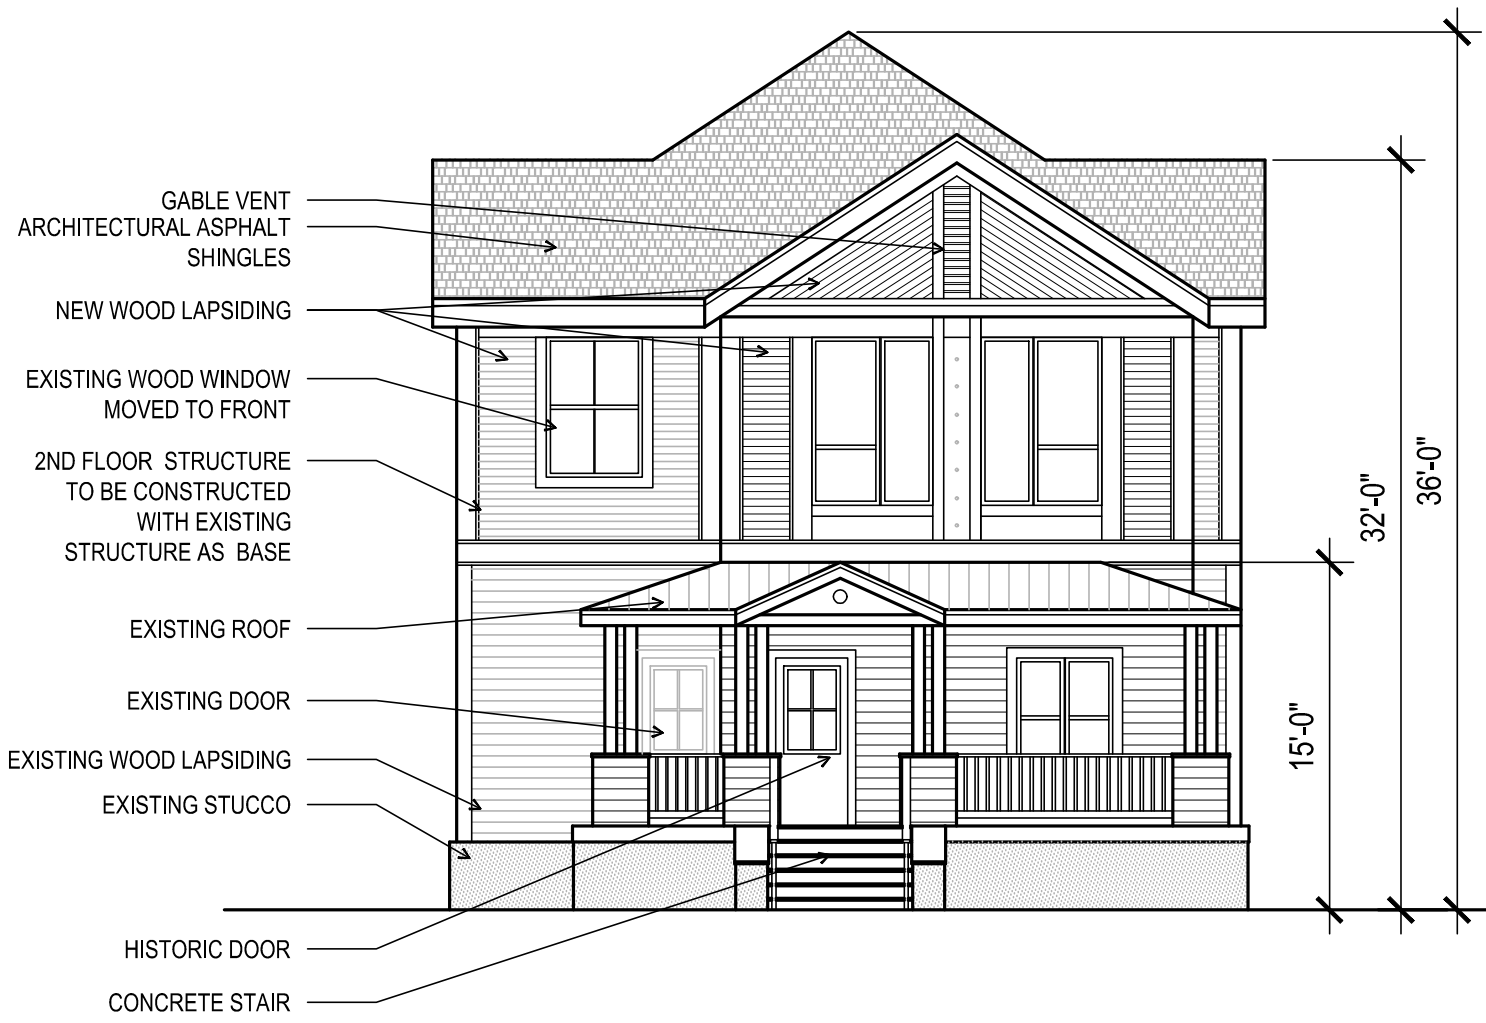 GABLE VENT
ARCHITECTURAL ASPHALT
SHINGLES
NEW WOOD LAPSIDING
EXISTING WOOD WINDOW
MOVED TO FRONT
2ND FLOOR STRUCTURE
TO BE CONSTRUCTED
WITH EXISTING
STRUCTURE AS BASE
EXISTING ROOF
EXISTING DOOR
EXISTING WOOD LAPSIDING
EXISTING STUCCO
HISTORIC DOOR
CONCRETE STAIR
15'-0"
32'-0"
36'-0"